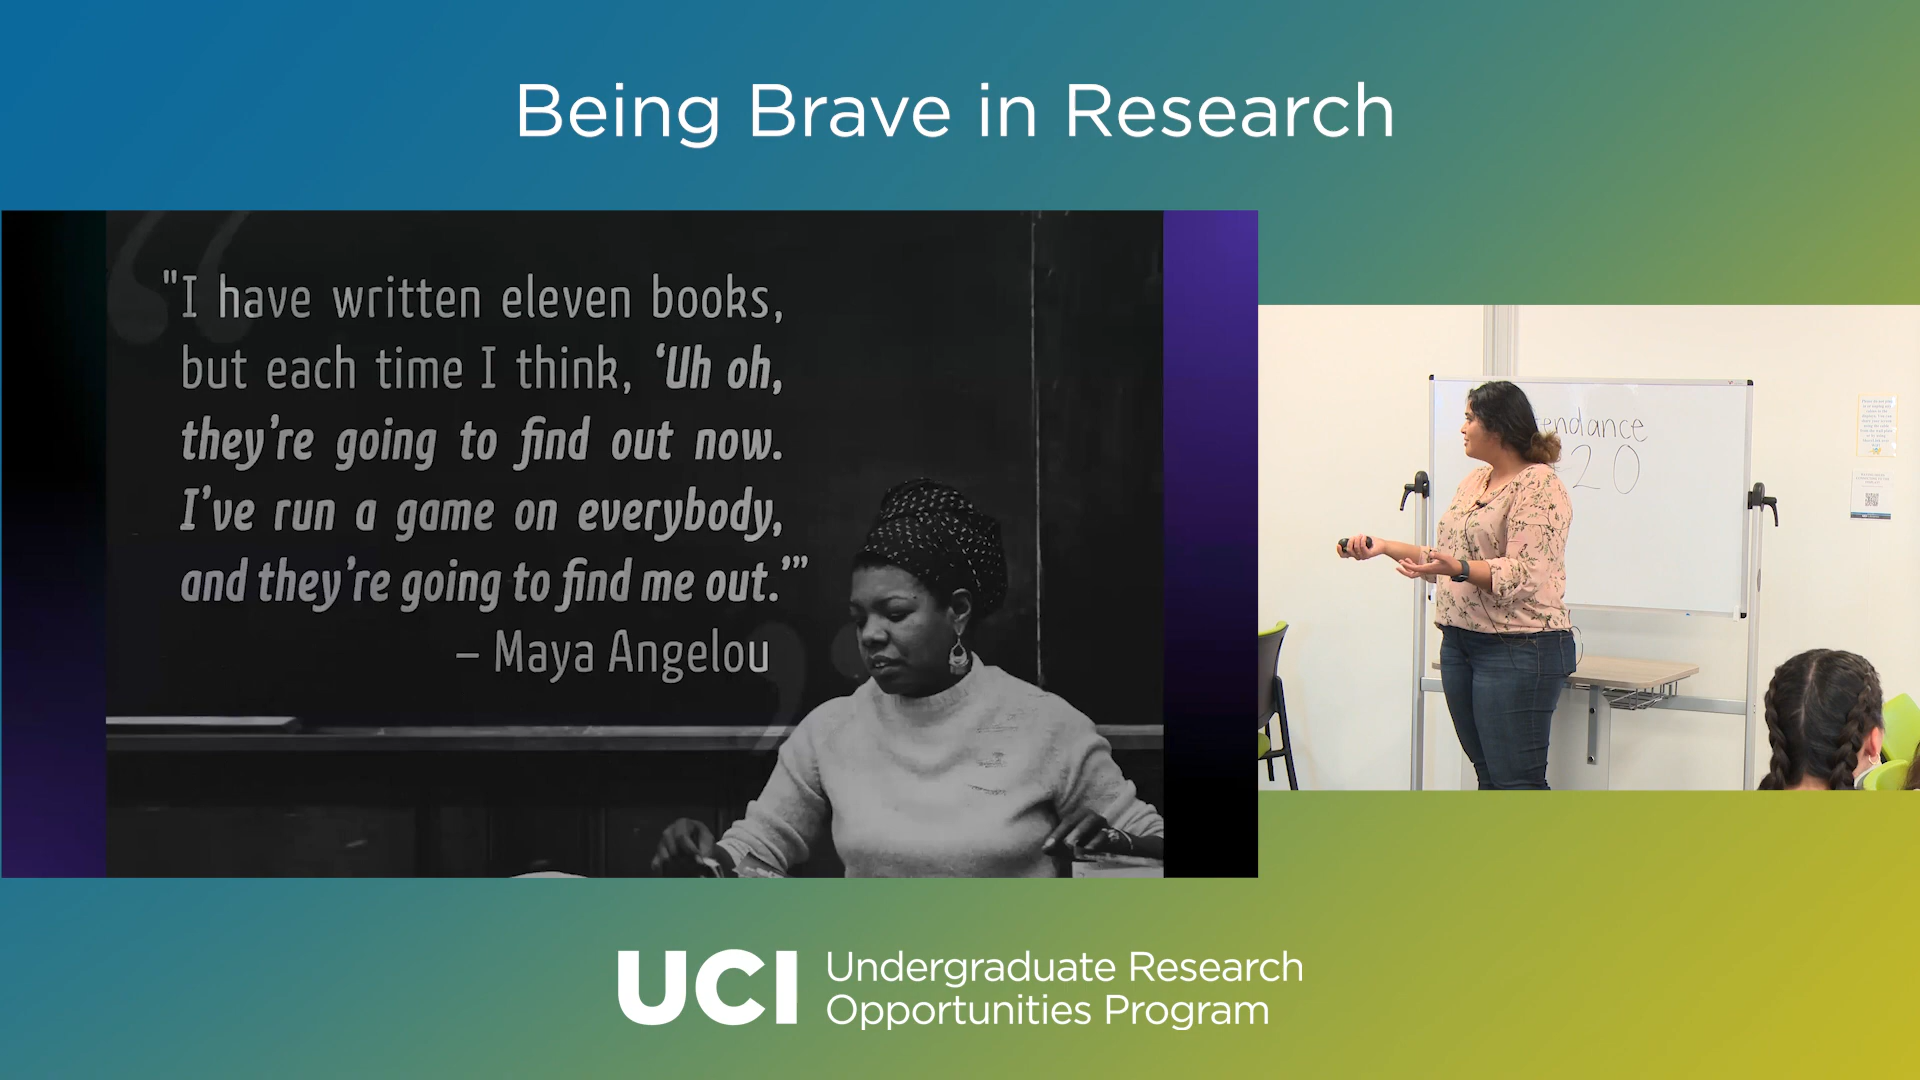 Being Brave in Research
"I have written eleven books,
but each time I think, ‘Uh oh,
they’re going to find out now.
I’ve run a game on everybody,
and they’re going to find me out.’”
– Maya Angelou
endance
20
UCI Undergraduate Research
Opportunities Program